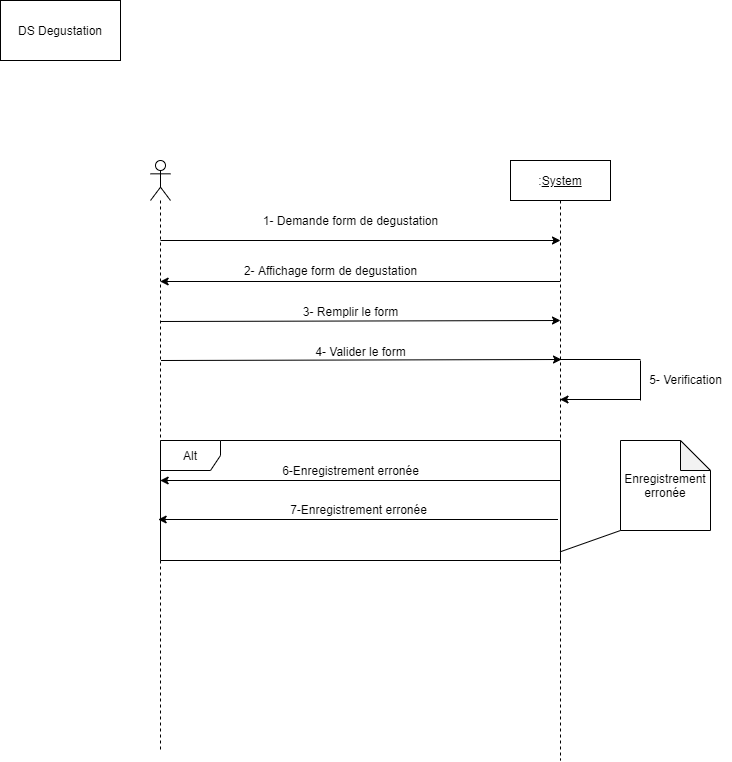 DS Degustation
:System
1- Demande form de degustation
2- Affichage form de degustation
3- Remplir le form
4- Valider le form
5- Verification
Alt
6-Enregistrement erronée
Enregistrement
erronée
7-Enregistrement erronée